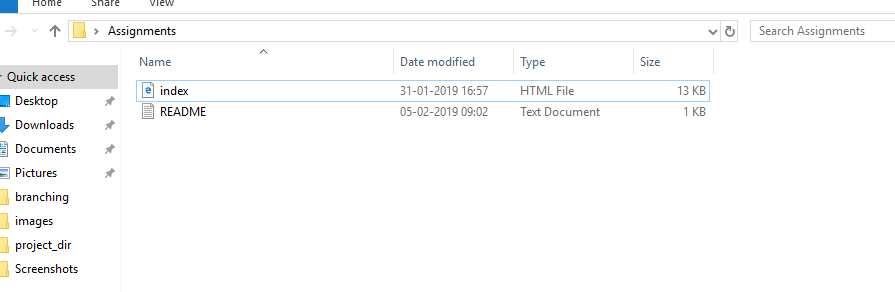 Home Share View
Assignments Search Assignments
Name Date modified Type Size
Quick access
index 31-01-2019 16:57 HTML File 13 KB
Desktop
README 05-02-2019 09:02 Text Document 1 KB
Downloads
Documents
Pictures
branching
images
project_dir
Screenshots